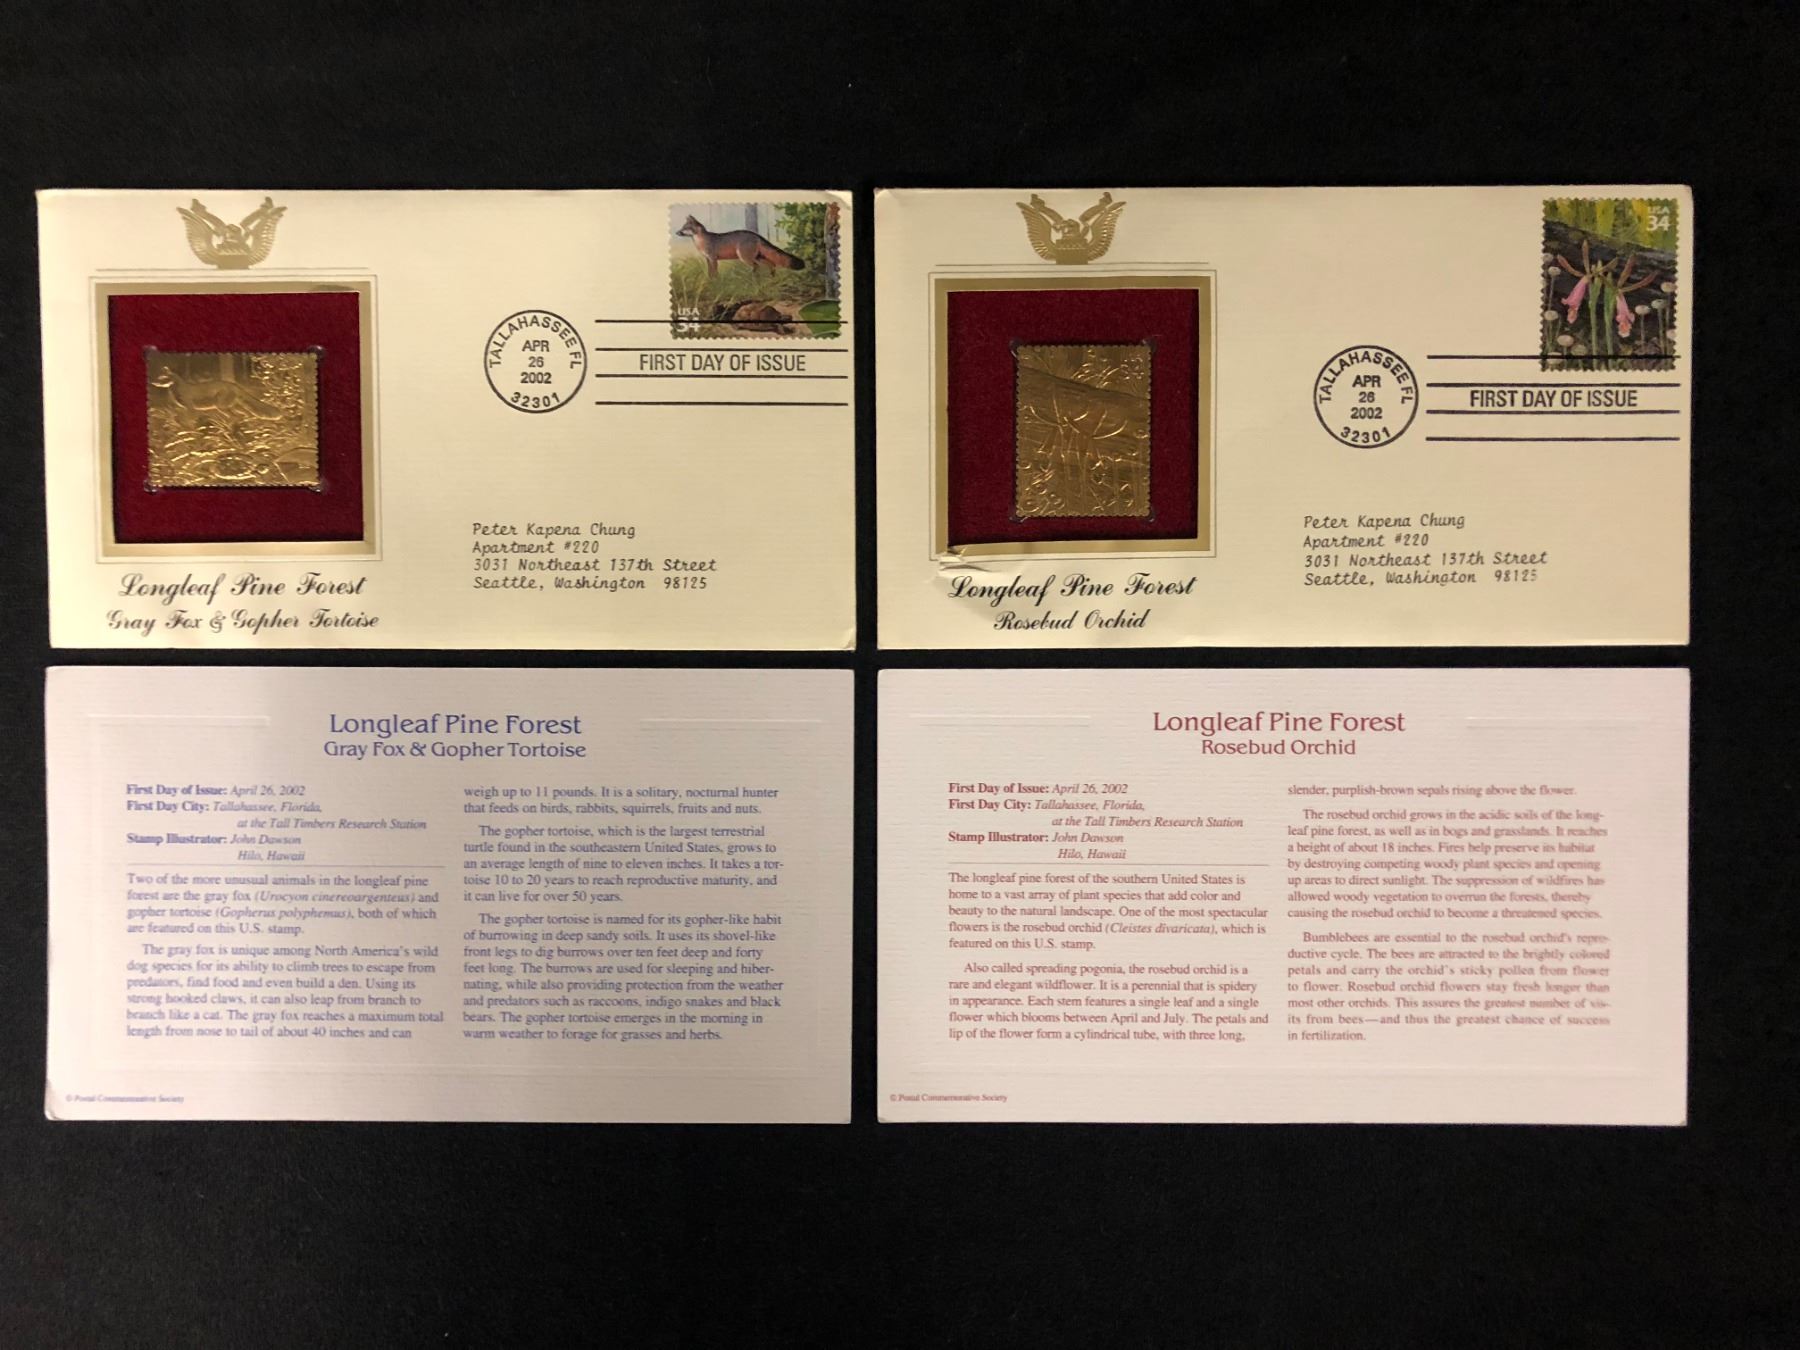 USA
34
TALLAHASSEE FL
APR
26
2002
32301
FIRST DAY OF ISSUE
Peter Kapena Chung
Apartment #220
3031 Northeast 137th Street
Seattle, Washington 98125
Longleaf Pine Forest
Gray Fox & Gopher Tortoise
USA
34
TALLAHASSEE FL
APR
26
2002
32301
FIRST DAY OF ISSUE
Peter Kapena Chung
Apartment #220
3031 Northeast 137th Street
Seattle, Washington 98125
Longleaf Pine Forest
Rosebud Orchid
Longleaf Pine Forest
Gray Fox & Gopher Tortoise
First Day of Issue: April 26, 2002
First Day City: Tallahassee, Florida,
at the Tall Timbers Research Station
Stamp Illustrator: John Dawson
Hilo, Hawaii
Two of the more unusual animals in the longleaf pine
forest are the gray fox (Urocyon cinereoargenteus) and
gopher tortoise (Gopherus polyphemus), both of which
are featured on this U.S. stamp.
The gray fox is unique among North America's wild
dog species for its ability to climb trees to escape from
predators, find food and even build a den. Using its
strong hooked claws, it can also leap from branch to
branch like a cat. The gray fox reaches a maximum total
length from nose to tail of about 40 inches and can
weigh up to 11 pounds. It is a solitary, nocturnal hunter
that feeds on birds, rabbits, squirrels, fruits and nuts.
The gopher tortoise, which is the largest terrestrial
turtle found in the southeastern United States, grows to
an average length of nine to eleven inches. It takes a tor-
toise 10 to 20 years to reach reproductive maturity, and
it can live for over 50 years.
The gopher tortoise is named for its gopher-like habit
of burrowing in deep sandy soils. It uses its shovel-like
front legs to dig burrows over ten feet deep and forty
feet long. The burrows are used for sleeping and hiber-
nating, while also providing protection from the weather
and predators such as raccoons, indigo snakes and black
bears. The gopher tortoise emerges in the morning in
warm weather to forage for grasses and herbs.
© Postal Commemorative Society
Longleaf Pine Forest
Rosebud Orchid
First Day of Issue: April 26, 2002
First Day City: Tallahassee, Florida,
at the Tall Timbers Research Station
Stamp Illustrator: John Dawson
Hilo, Hawaii
The longleaf pine forest of the southern United States is
home to a vast array of plant species that add color and
beauty to the natural landscape. One of the most spectacular
flowers is the rosebud orchid (Cleistes divaricata), which is
featured on this U.S. stamp.
Also called spreading pogonia, the rosebud orchid is a
rare and elegant wildflower. It is a perennial that is spidery
in appearance. Each stem features a single leaf and a single
flower which blooms between April and July. The petals and
lip of the flower form a cylindrical tube, with three long,
slender, purplish-brown sepals rising above the flower.
The rosebud orchid grows in the acidic soils of the long-
leaf pine forest, as well as in bogs and grasslands. It reaches
a height of about 18 inches. Fires help preserve its habitat
by destroying competing woody plant species and opening
up areas to direct sunlight. The suppression of wildfires has
allowed woody vegetation to overrun the forests, thereby
causing the rosebud orchid to become a threatened species.
Bumblebees are essential to the rosebud orchid's repro-
ductive cycle. The bees are attracted to the brightly colored
petals and carry the orchid's sticky pollen from flower
to flower. Rosebud orchid flowers stay fresh longer than
most other orchids. This assures the greatest number of vis-
its from bees—and thus the greatest chance of success
in fertilization.
© Postal Commemorative Society